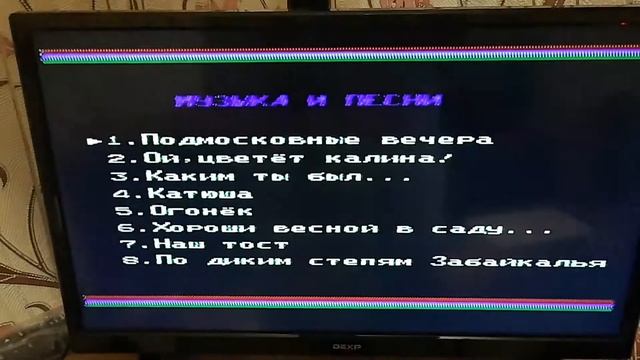 МУЗЫКА И ПЕСНИ
►1.Подмосковные вечера
2.Ой,цветёт калина!
3.Каким ты был...
4.Катюша
5.Огонёк
6.Хороши весной в саду...
7.Наш тост
8.По диким степям Забайкалья
DEXP